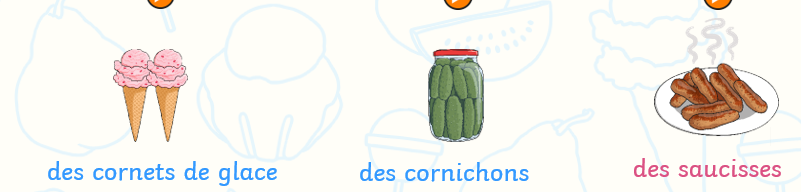 des cornets de glace
des cornichons
des saucisses